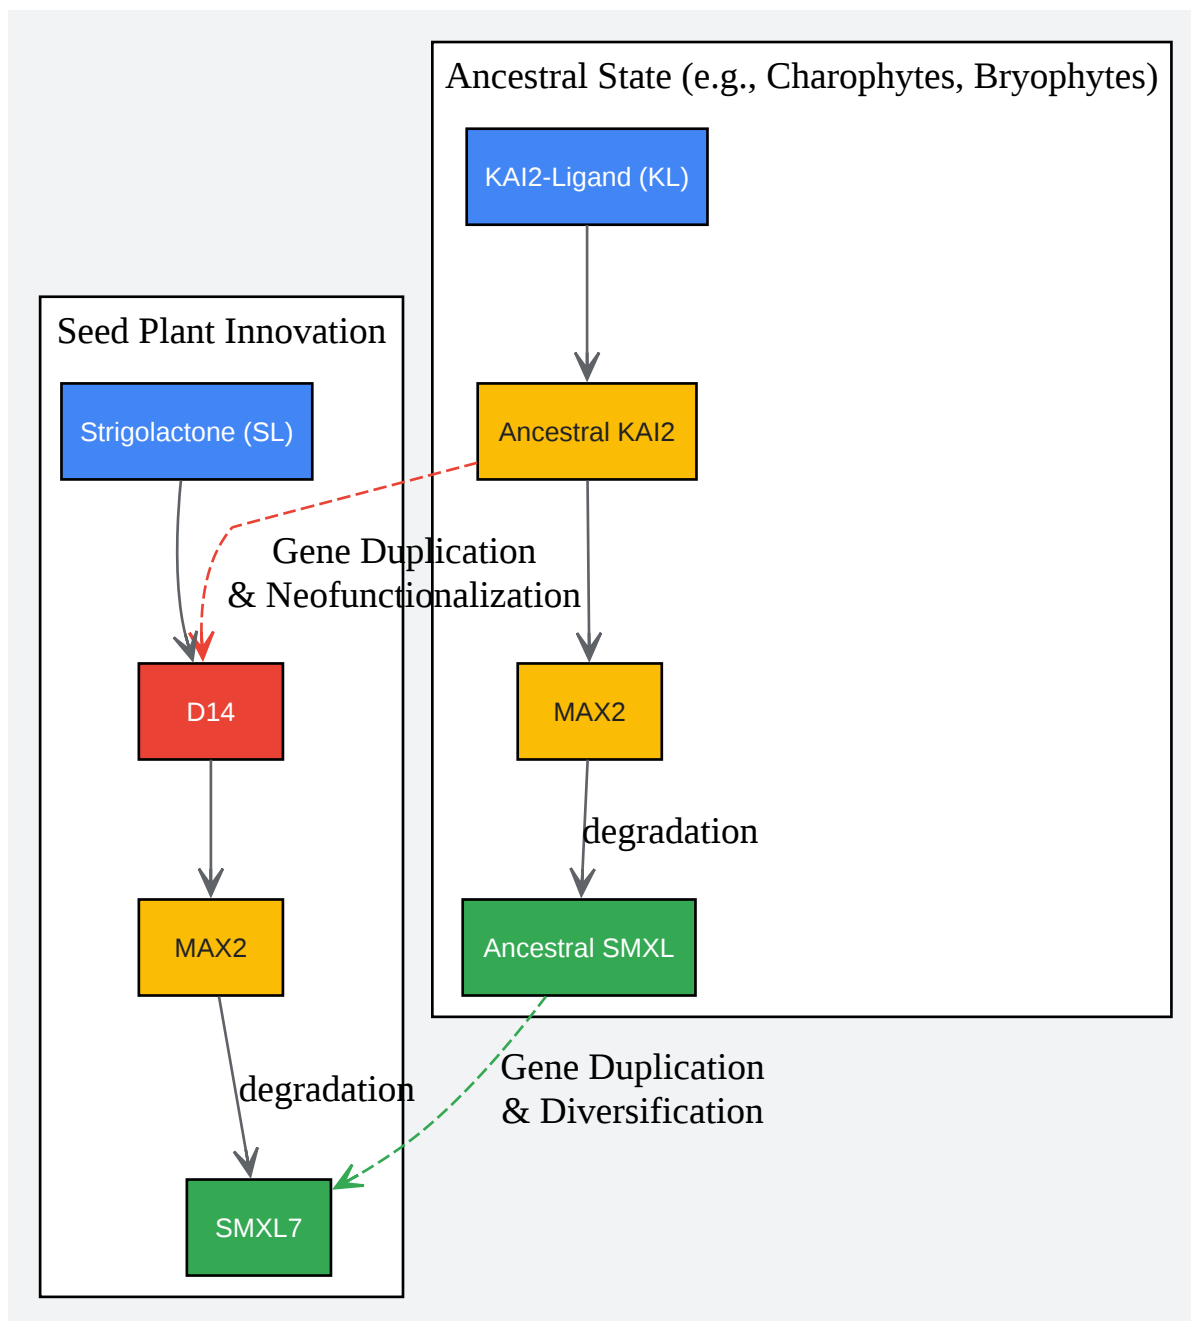 Ancestral State (e.g., Charophytes, Bryophytes)
KAI2-Ligand (KL)
Seed Plant Innovation
Strigolactone (SL)
Ancestral KAI2
Gene Duplication
& Neofunctionalization
D14
MAX2
degradation
MAX2
Ancestral SMXL
degradation
Gene Duplication
& Diversification
SMXL7